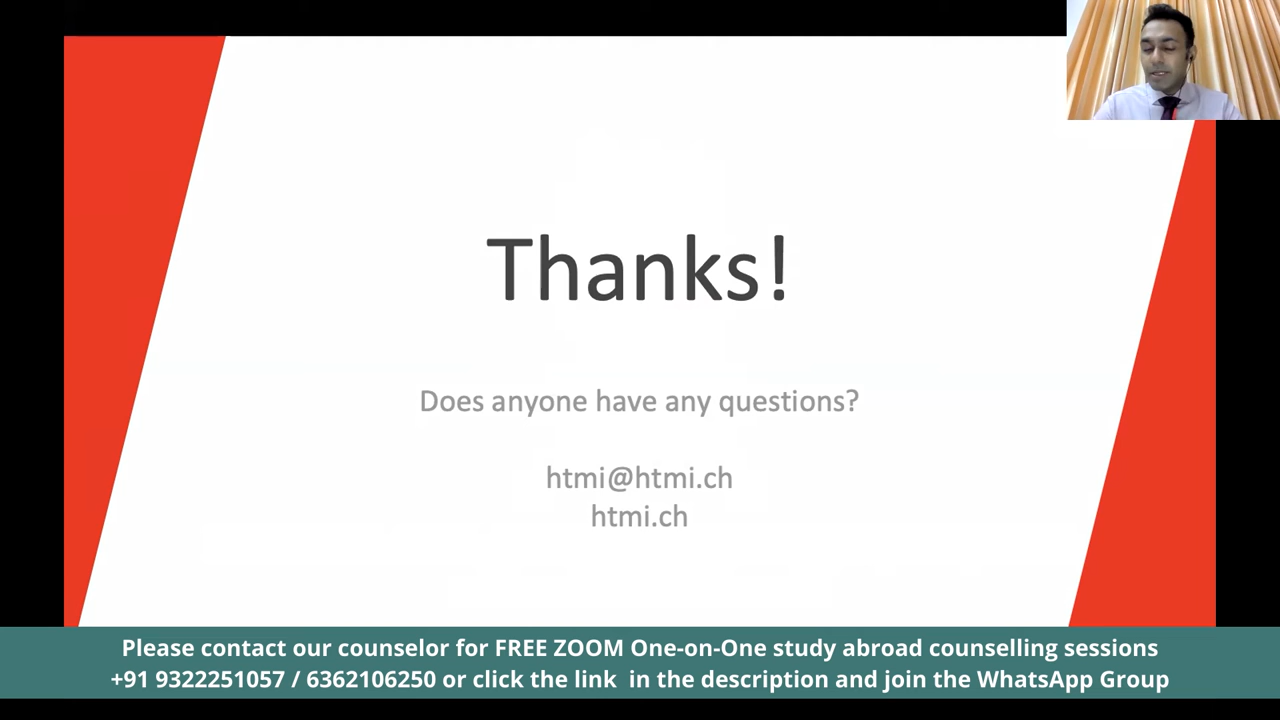 Thanks!
Does anyone have any questions?
htmi@htmi.ch
htmi.ch
Please contact our counselor for FREE ZOOM One-on-One study abroad counselling sessions
+91 9322251057 / 6362106250 or click the link  in the description and join the WhatsApp Group